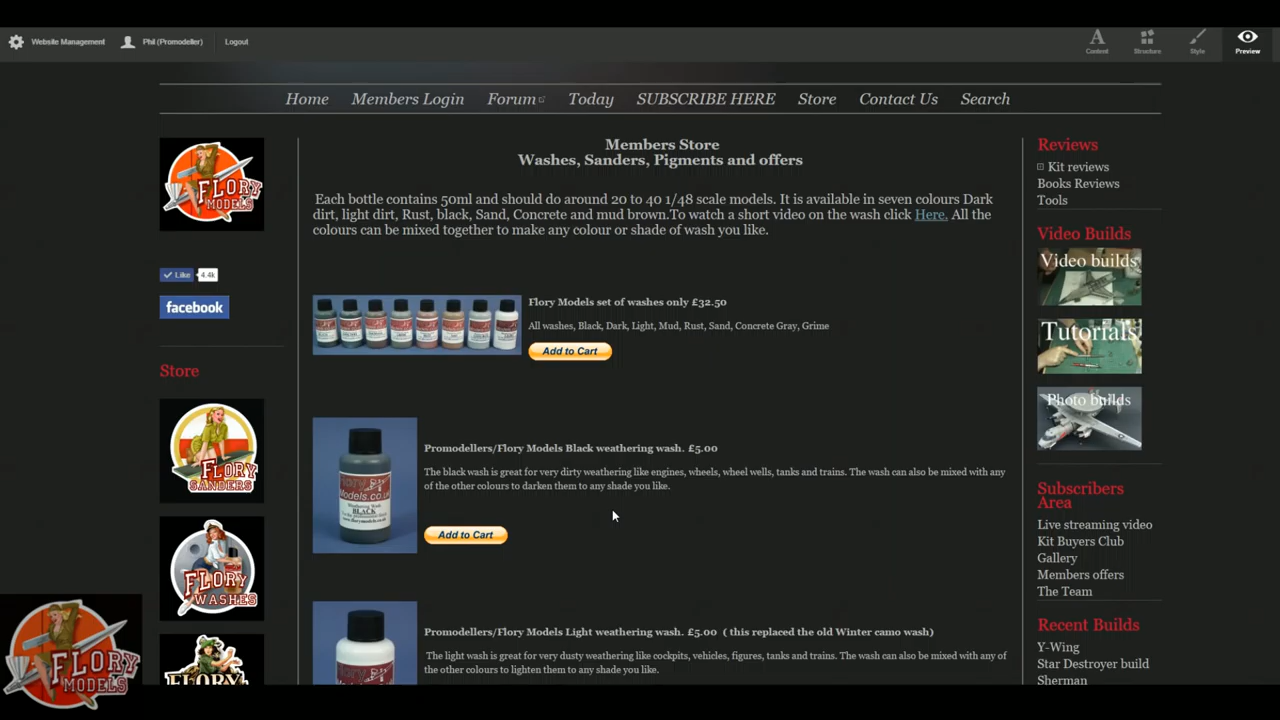 Website Management
Phil (Promodeller)
Logout
Content
Structure
Style
Preview
Home
Members Login
Forum
Today
SUBSCRIBE HERE
Store
Contact Us
Search
FLORY
MODELS
Like
4.4k
facebook
Store
FLORY
SANDERS
FLORY
WASHES
FLORY
FLORY
MODELS
Members Store
Washes, Sanders, Pigments and offers
Each bottle contains 50ml and should do around 20 to 40 1/48 scale models. It is available in seven colours Dark
dirt, light dirt, Rust, black, Sand, Concrete and mud brown.To watch a short video on the wash click Here. All the
colours can be mixed together to make any colour or shade of wash you like.
Flory Models set of washes only £32.50
All washes, Black, Dark, Light, Mud, Rust, Sand, Concrete Gray, Grime
Add to Cart
Models.co.uk
Weathering Wash
BLACK
www.florymodels.co.uk
Promodellers/Flory Models Black weathering wash. £5.00
The black wash is great for very dirty weathering like engines, wheels, wheel wells, tanks and trains. The wash can also be mixed with any
of the other colours to darken them to any shade you like.
Add to Cart
Promodellers/Flory Models Light weathering wash. £5.00 ( this replaced the old Winter camo wash)
The light wash is great for very dusty weathering like cockpits, vehicles, figures, tanks and trains. The wash can also be mixed with any of
the other colours to lighten them to any shade you like.
Reviews
Kit reviews
Books Reviews
Tools
Video Builds
Video builds
Tutorials
Photo builds
Subscribers
Area
Live streaming video
Kit Buyers Club
Gallery
Members offers
The Team
Recent Builds
Y-Wing
Star Destroyer build
Sherman